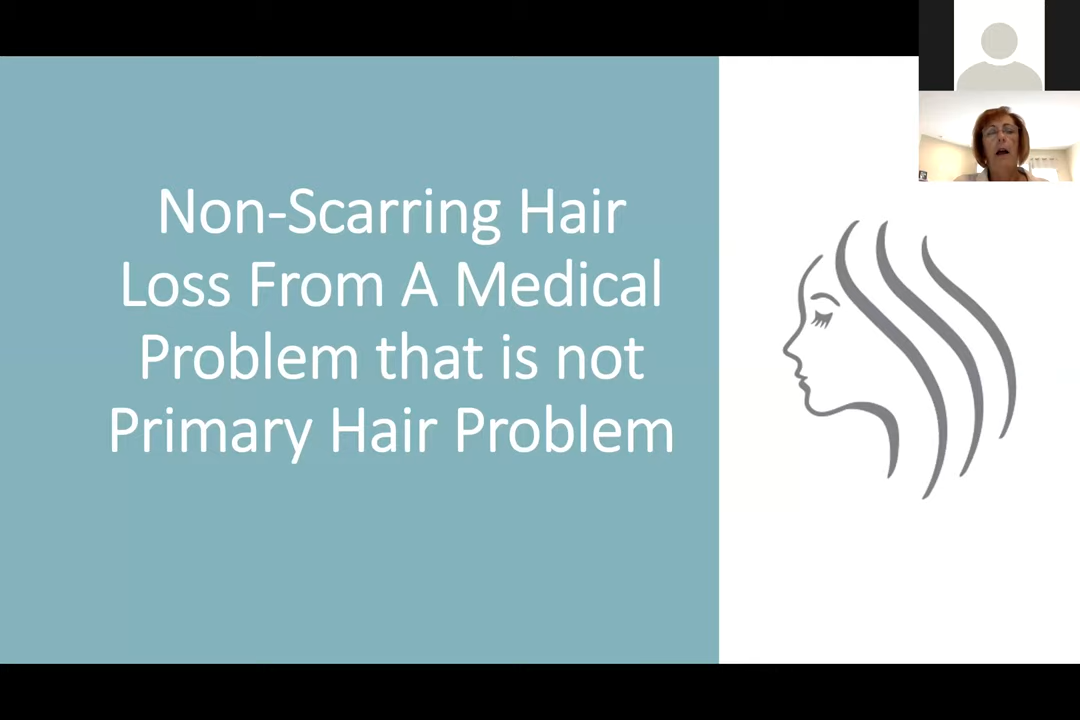 Non-Scarring Hair
Loss From A Medical
Problem that is not
Primary Hair Problem